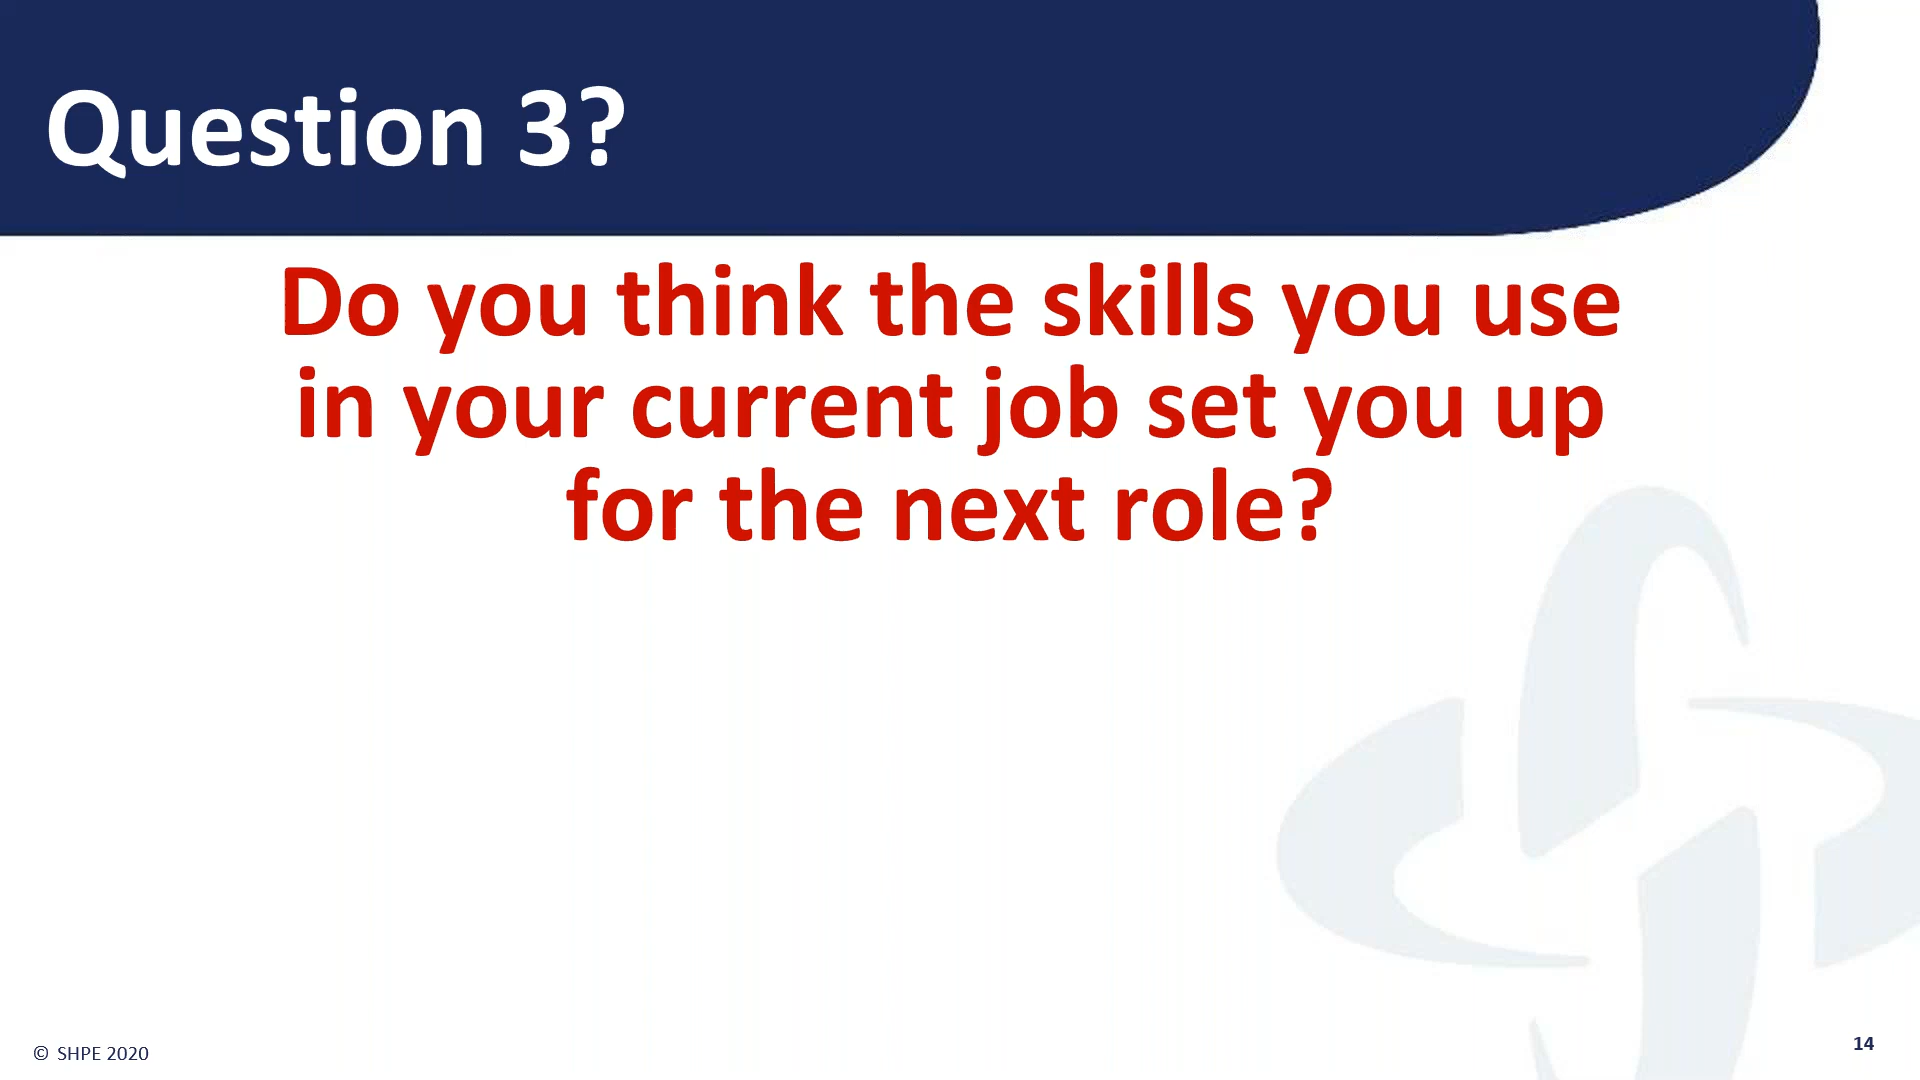 Question 3?
Do you think the skills you use
in your current job set you up
for the next role?
© SHPE 2020
14